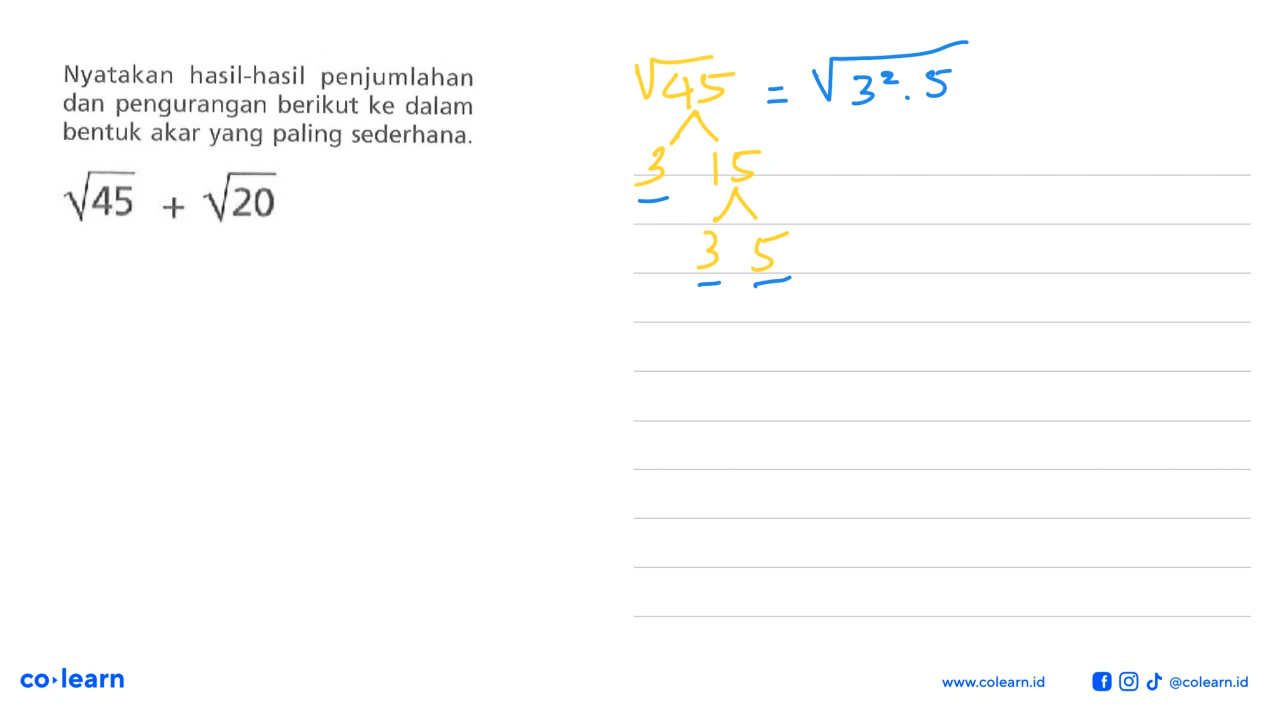 Nyatakan hasil-hasil penjumlahan
dan pengurangan berikut ke dalam
bentuk akar yang paling sederhana.
√45 + √20
√45 = √3² . 5
3 15
3 5
co▸learn
www.colearn.id @colearn.id